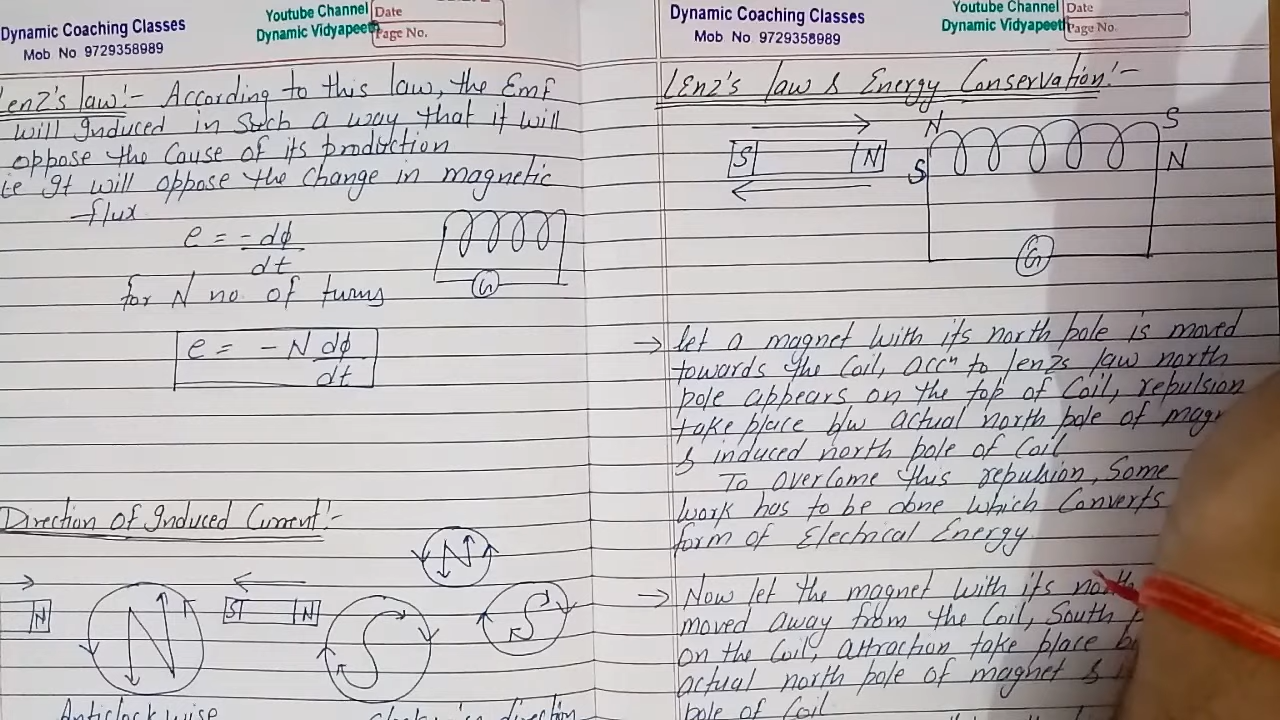 Dynamic Coaching Classes
Mob No 9729358989
Youtube Channel
Dynamic Vidyapeeth
Date
Page No.
Lenz's law:- According to this law, the Emf
will Induced in Such a way that it will
oppose the Cause of its production
ie It will oppose the Change in magnetic
flux
e = -dϕ
dt
for N no. of turns
e = -N dϕ
dt
G
Direction of Induced Current:-
N
N
S N
S
N
S
Anticlockwise
direction
Dynamic Coaching Classes
Mob No 9729358989
Youtube Channel
Dynamic Vidyapeeth
Date
Page No.
LEnz's law & Energy Conservation:-
N S
S N
S N
G
→ let a magnet with its north pole is moved
towards the Coil, accⁿ to lenzs law north
pole appears on the top of Coil, repulsion
take place b/w actual north pole of
& induced north pole of Coil
To overcome this repulsion, Some
work has to be done which Converts
form of Electrical Energy
→ Now let the magnet with its
moved away from the Coil, South
on the Coil, attraction take place
actual north pole of magnet &
pole of Coil